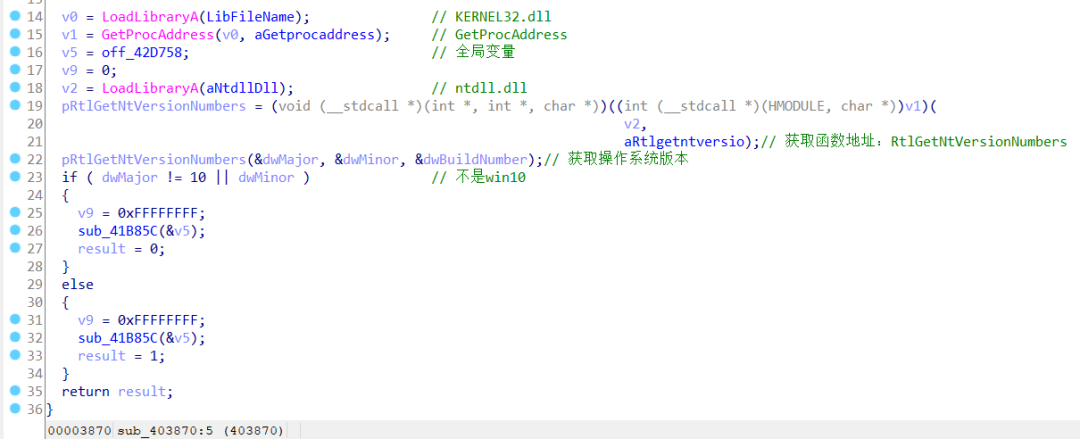 14 v0 = LoadLibraryA(LibFileName); // KERNEL32.dll
15 v1 = GetProcAddress(v0, aGetprocaddress); // GetProcAddress
16 v5 = off_42D758; // 全局变量
17 v9 = 0;
18 v2 = LoadLibraryA(aNtdllDll); // ntdll.dll
19 pRtlGetNtVersionNumbers = (void (__stdcall *)(int *, int *, char *))((int (__stdcall *)(HMODULE, char *))v1)(
20 v2,
21 aRtlgetntversio);// 获取函数地址：RtlGetNtVersionNumbers
22 pRtlGetNtVersionNumbers(&dwMajor, &dwMinor, &dwBuildNumber);// 获取操作系统版本
23 if ( dwMajor != 10 || dwMinor ) // 不是win10
24 {
25 v9 = 0xFFFFFFFF;
26 sub_41B85C(&v5);
27 result = 0;
28 }
29 else
30 {
31 v9 = 0xFFFFFFFF;
32 sub_41B85C(&v5);
33 result = 1;
34 }
35 return result;
36 }
00003870 sub_403870:5 (403870)